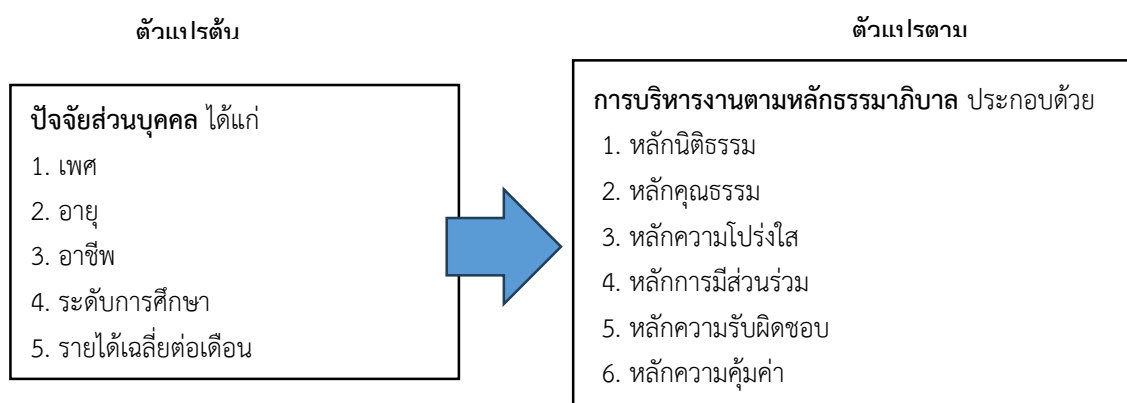 ตัวแปรต้น
ตัวแปรตาม
ปัจจัยส่วนบุคคล ได้แก่
1. เพศ
2. อายุ
3. อาชีพ
4. ระดับการศึกษา
5. รายได้เฉลี่ยต่อเดือน
การบริหารงานตามหลักธรรมาภิบาล ประกอบด้วย
1. หลักนิติธรรม
2. หลักคุณธรรม
3. หลักความโปร่งใส
4. หลักการมีส่วนร่วม
5. หลักความรับผิดชอบ
6. หลักความคุ้มค่า